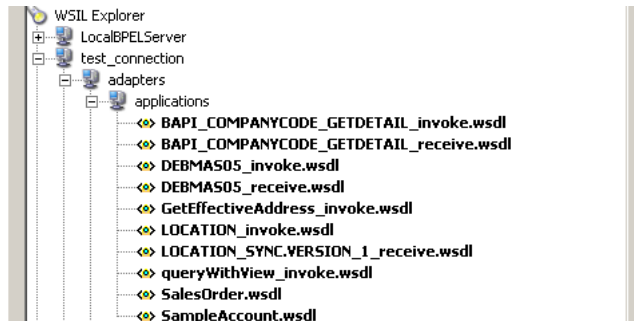 WSIL Explorer
LocalBPELServer
test_connection
adapters
applications
BAPI_COMPANYCODE_GETDETAIL_invoke.wsdl
BAPI_COMPANYCODE_GETDETAIL_receive.wsdl
DEBMAS05_invoke.wsdl
DEBMAS05_receive.wsdl
GetEffectiveAddress_invoke.wsdl
LOCATION_invoke.wsdl
LOCATION_SYNC.VERSION_1_receive.wsdl
queryWithView_invoke.wsdl
SalesOrder.wsdl
SampleAccount.wsdl